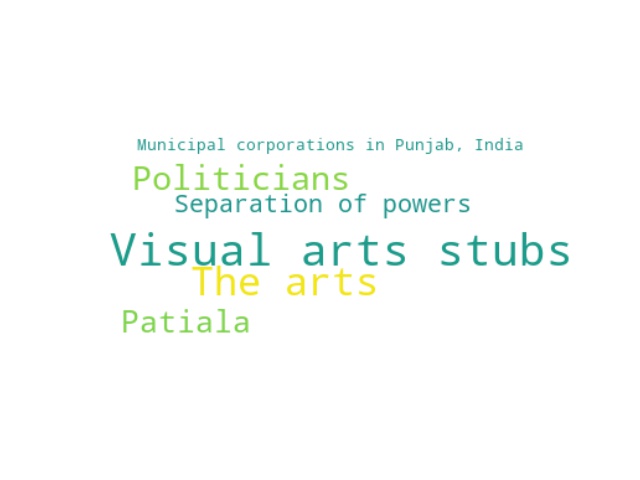 Municipal corporations in Punjab, India
Politicians
Separation of powers
Visual arts stubs
The arts
Patiala